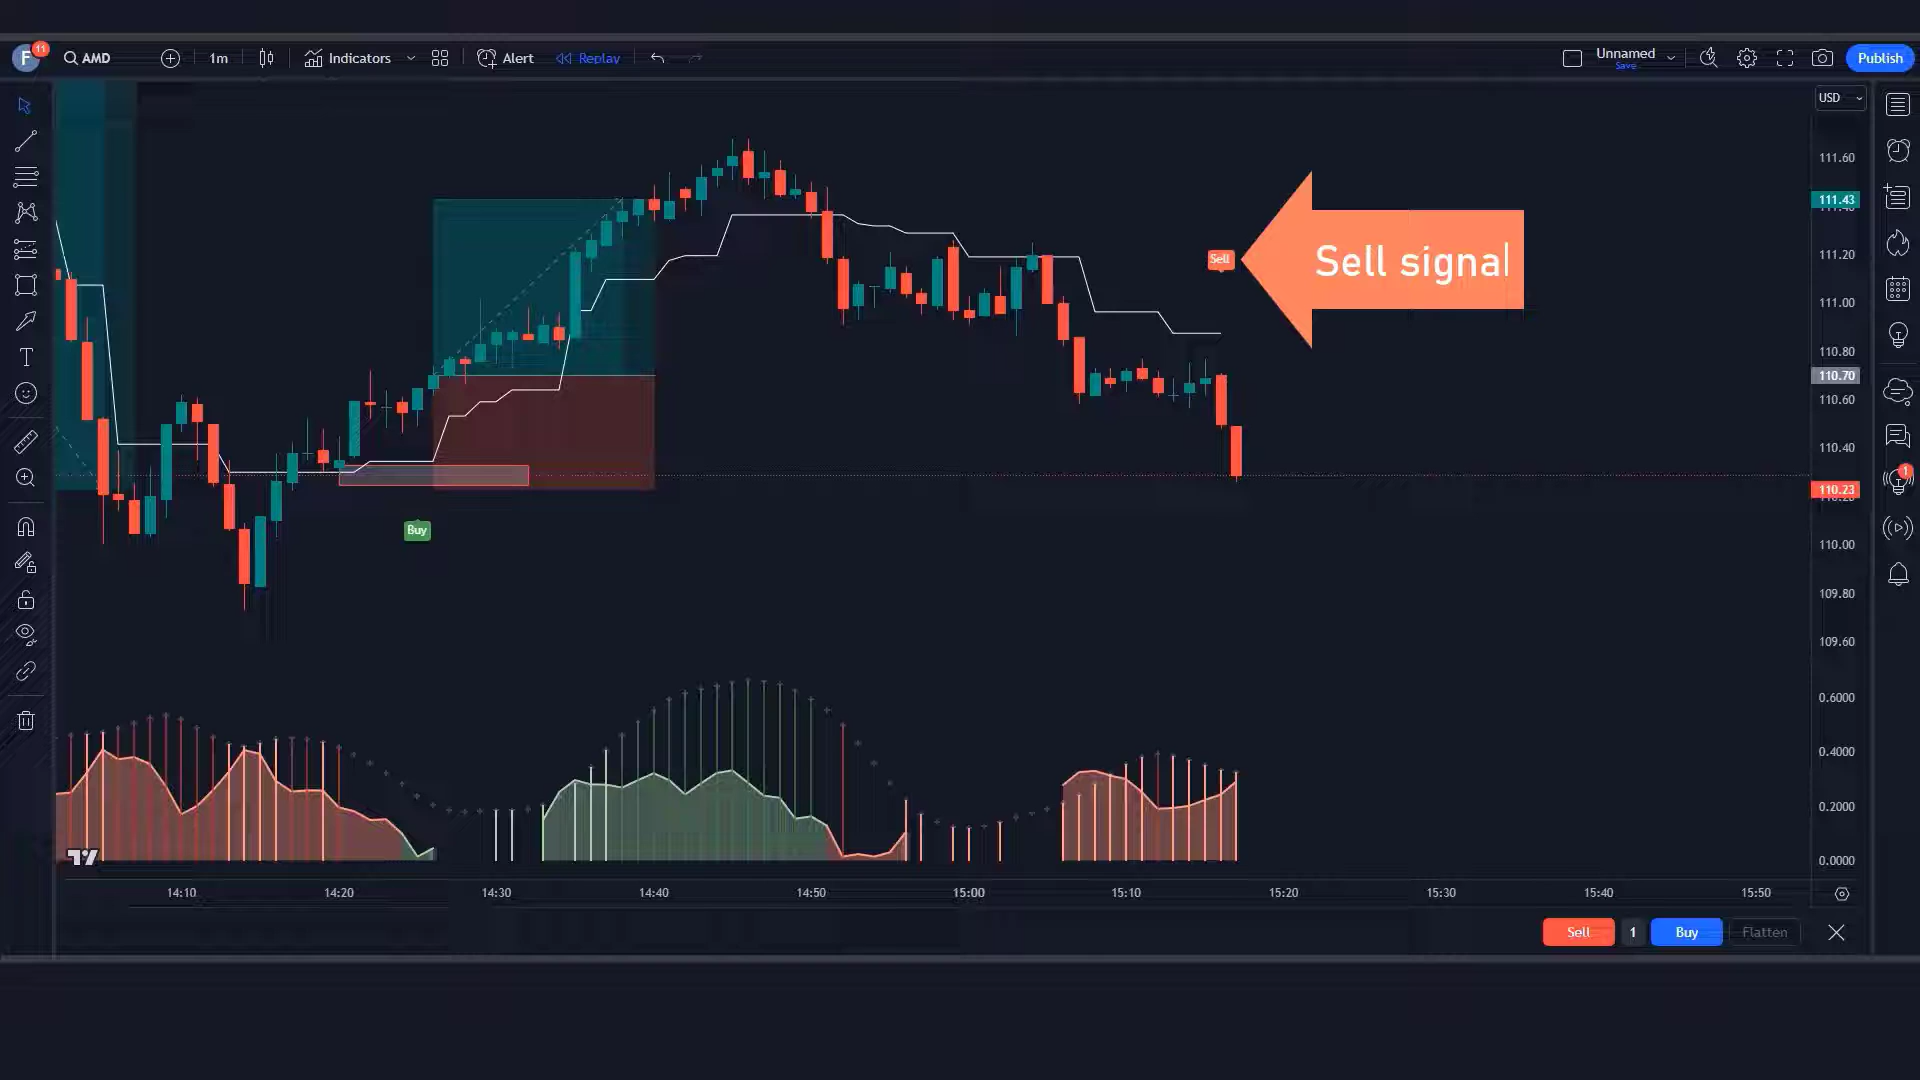 F 11 AMD 1m Indicators Alert Replay Unnamed Save Publish
USD
111.60
111.43
111.20
111.00
110.80
110.70
110.60
110.40
110.23
110.00
109.80
109.60
0.6000
0.4000
0.2000
0.0000
Sell
Sell signal
Buy
1
14:10 14:20 14:30 14:40 14:50 15:00 15:10 15:20 15:30 15:40 15:50
Sell 1 Buy Flatten